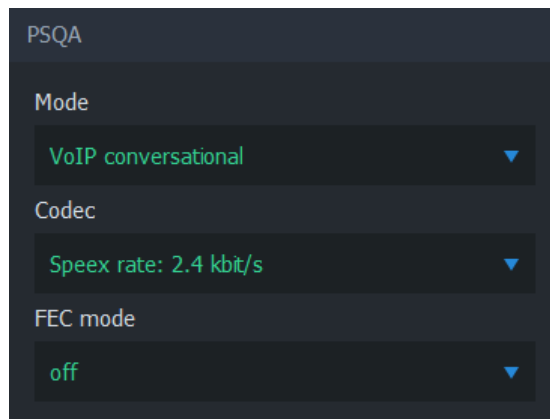 PSQA
Mode
VoIP conversational
Codec
Speex rate: 2.4 kbit/s
FEC mode
off